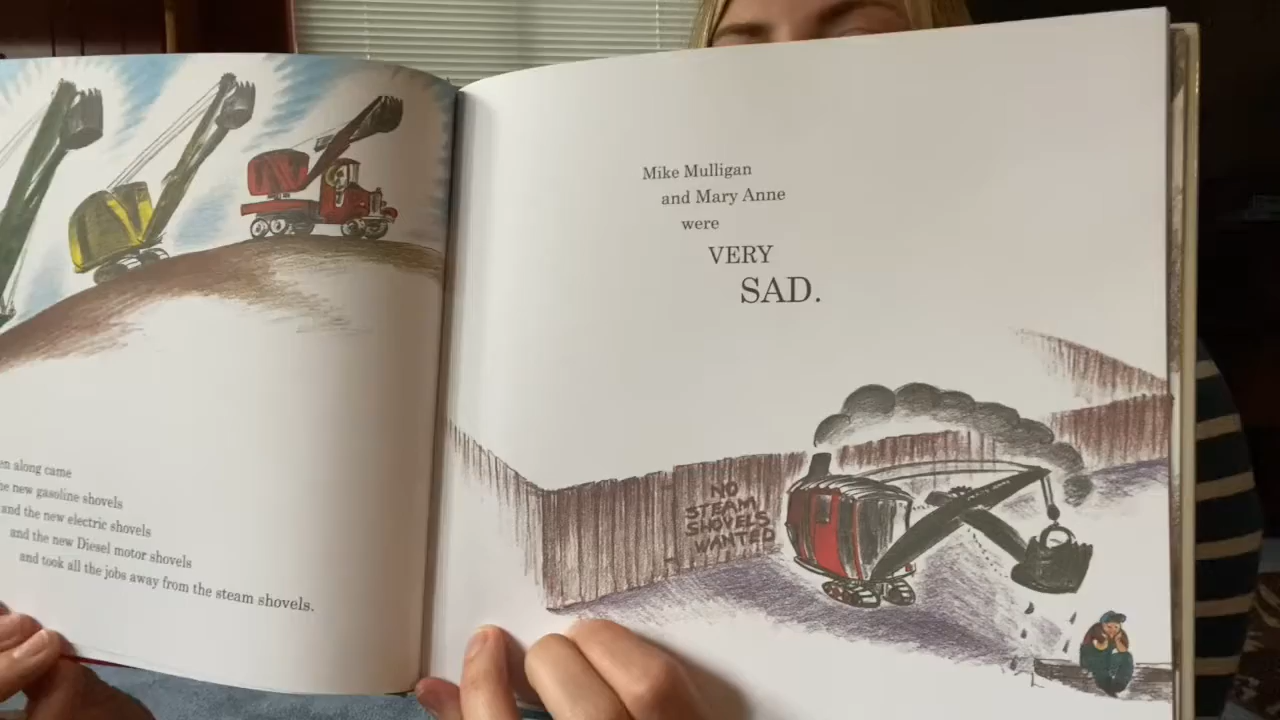 en along came
e new gasoline shovels
and the new electric shovels
and the new Diesel motor shovels
and took all the jobs away from the steam shovels.
Mike Mulligan
and Mary Anne
were
VERY
SAD.
NO
STEAM
SHOVELS
WANTED